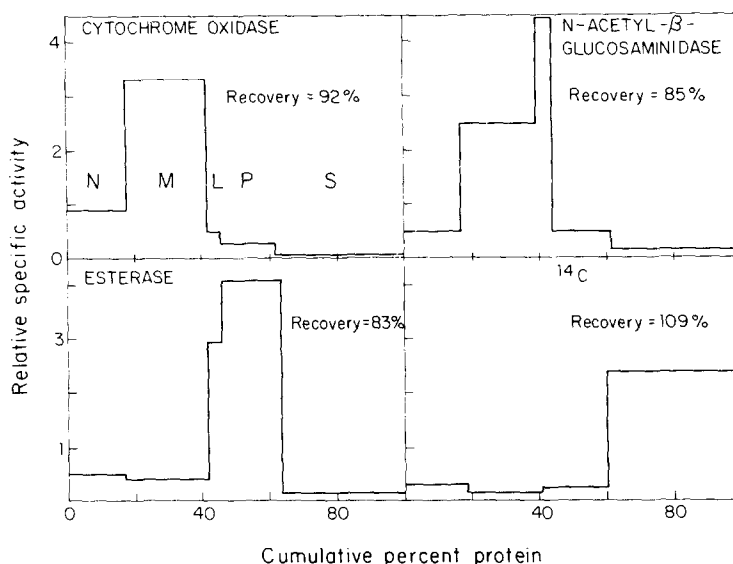 CYTOCHROME OXIDASE
Recovery = 92%
N M L P S
N-ACETYL-β-
GLUCOSAMINIDASE
Recovery = 85%
ESTERASE
Recovery=83%
14C
Recovery = 109%
4
2
0
3
1
0 40 80
40 80
Relative specific activity
Cumulative percent protein